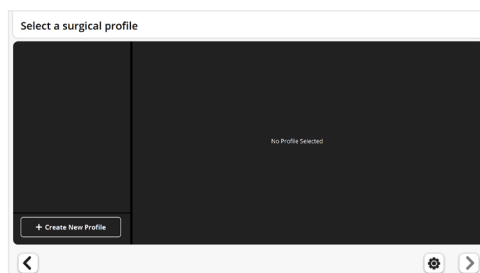 Select a surgical profile
No Profile Selected
+ Create New Profile